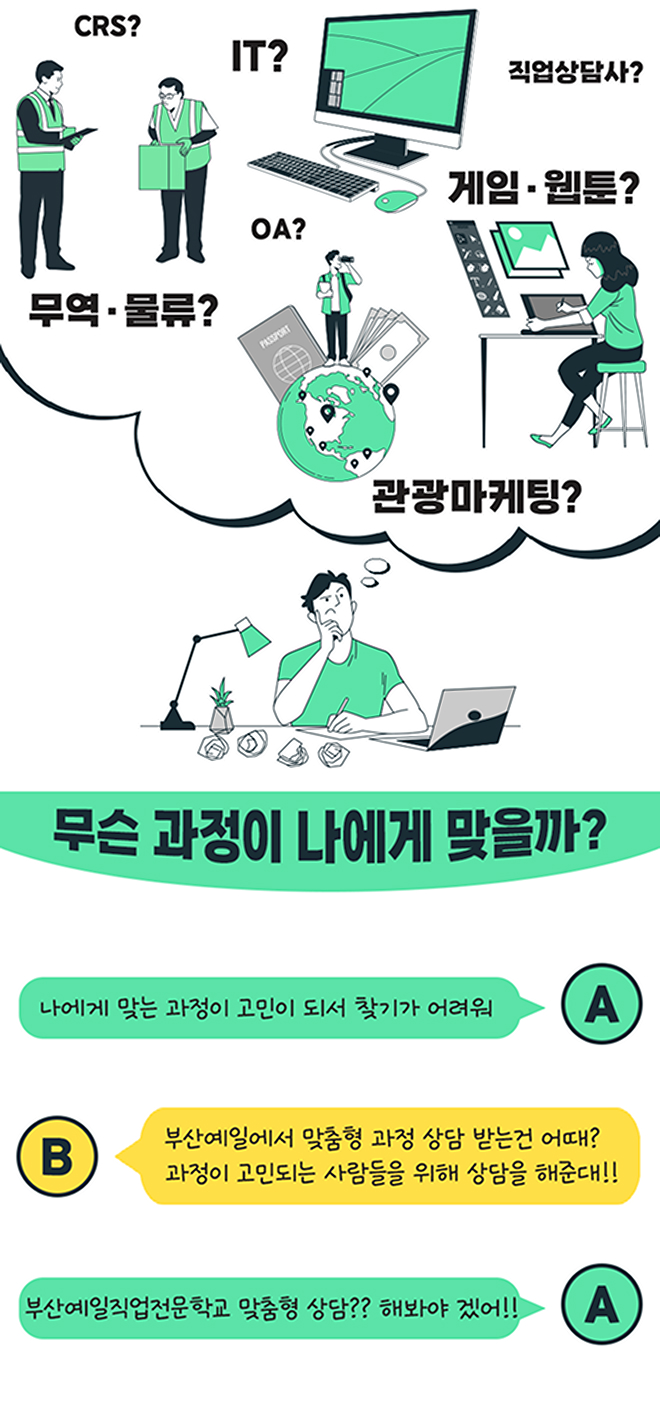 CRS?
IT?
직업상담사?
게임·웹툰?
OA?
무역·물류?
PASSPORT
관광마케팅?
무슨 과정이 나에게 맞을까?
나에게 맞는 과정이 고민이 되서 찾기가 어려워
A
B
부산예일에서 맞춤형 과정 상담 받는건 어때?
과정이 고민되는 사람들을 위해 상담을 해준대!!
부산예일직업전문학교 맞춤형 상담?? 해봐야 겠어!!
A